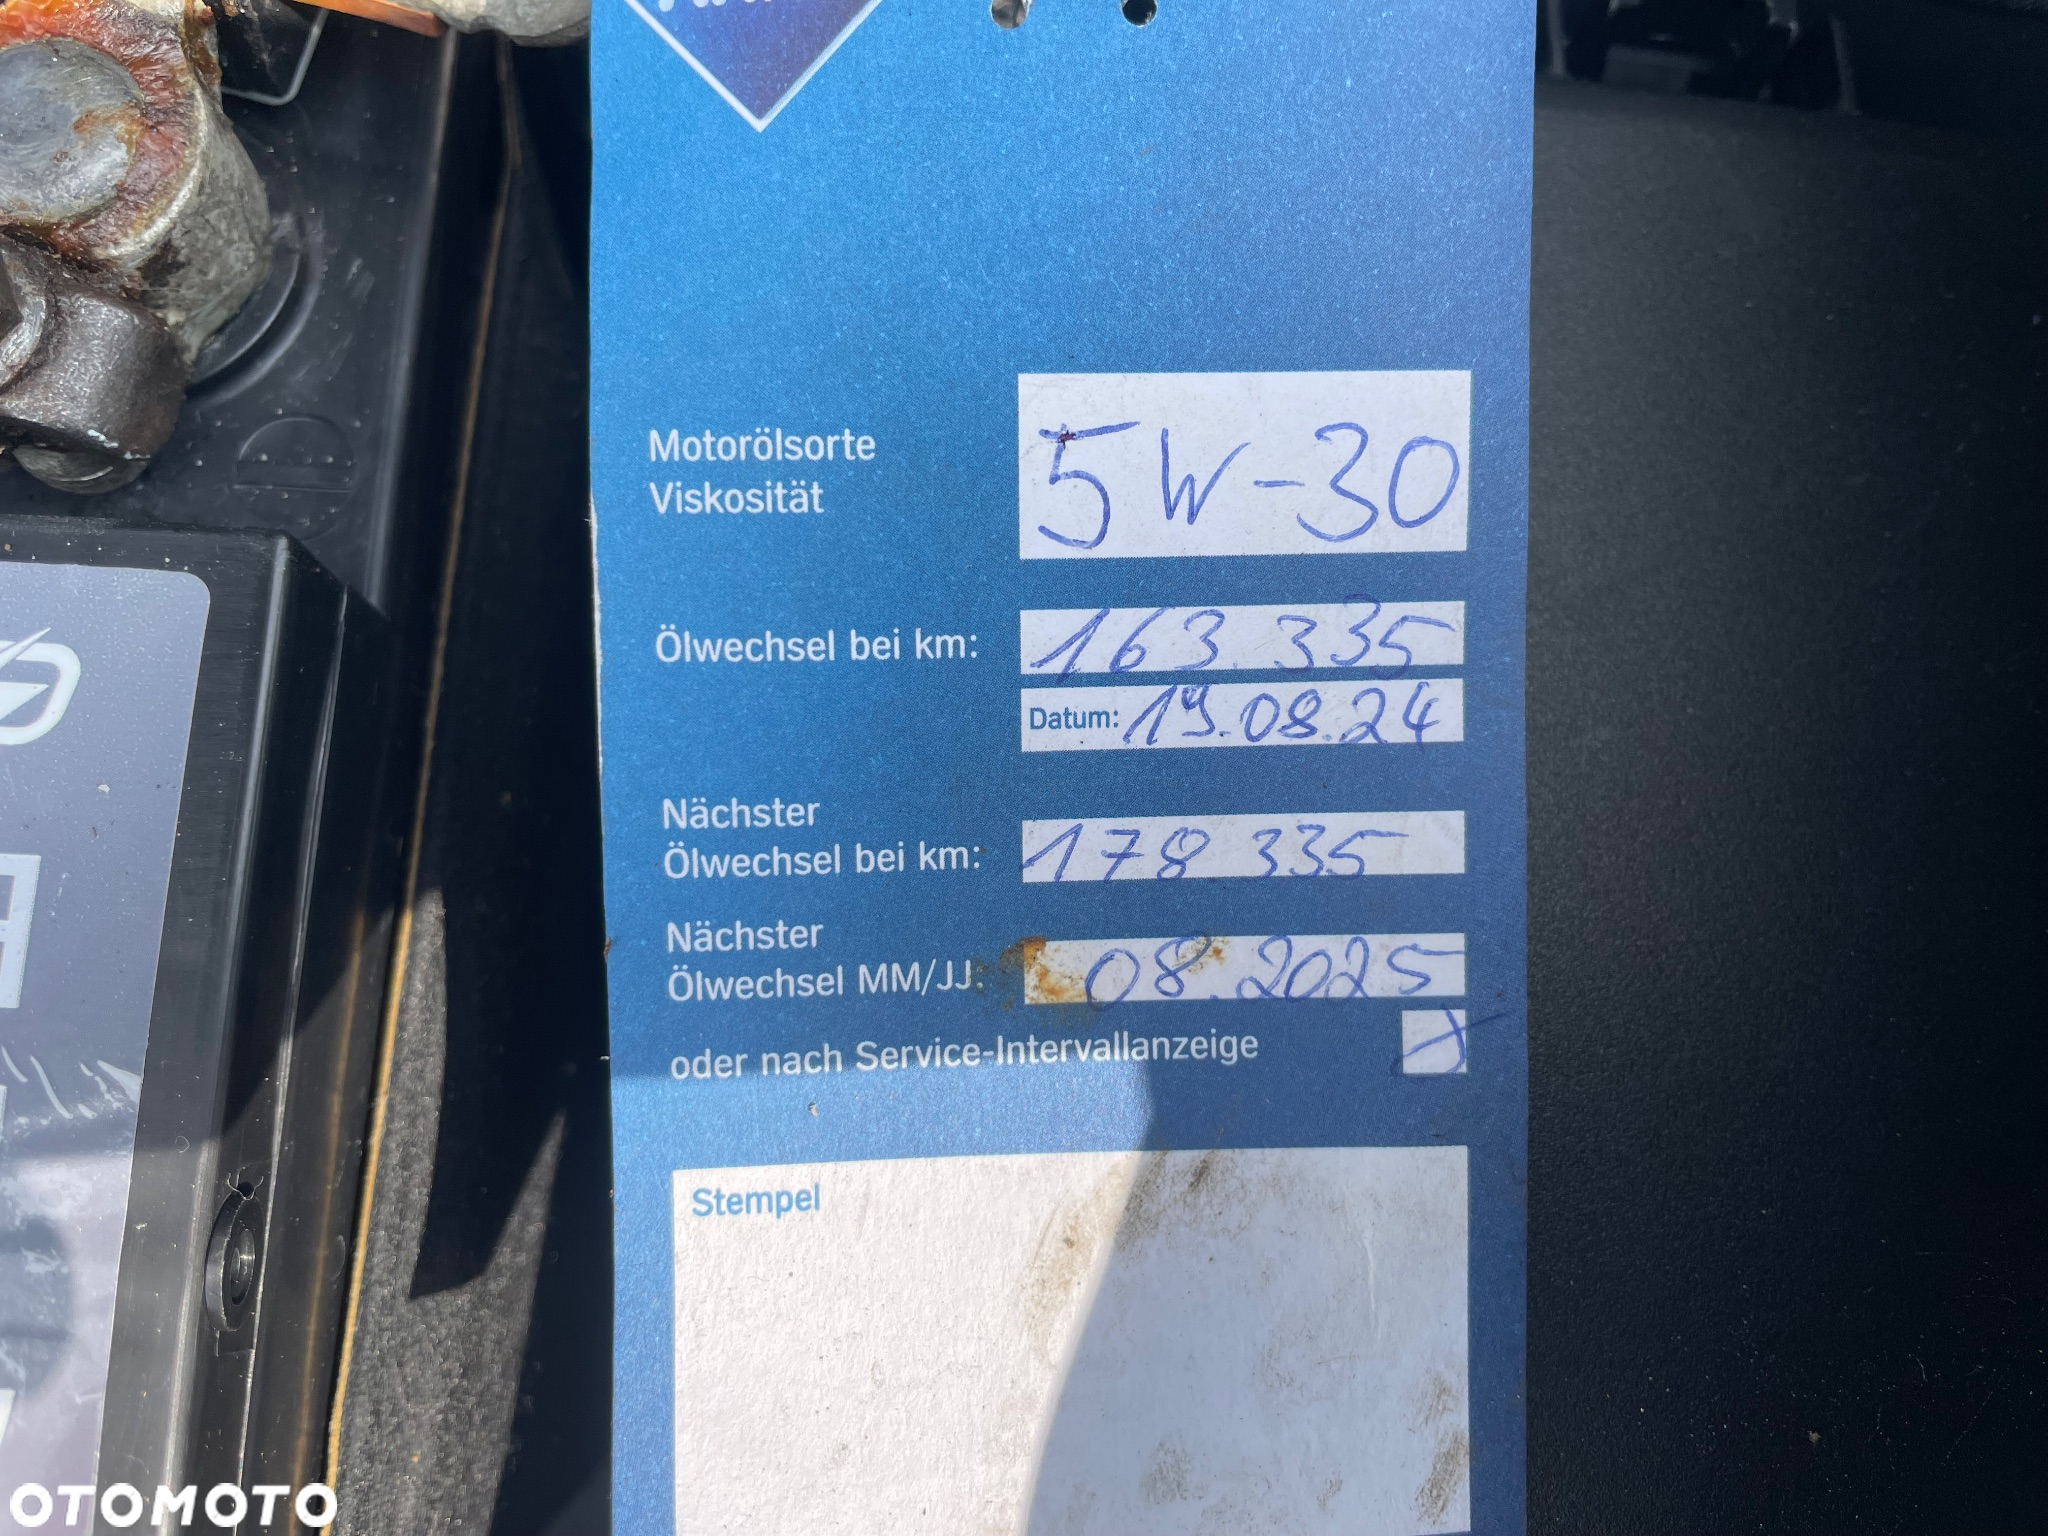 Motorölsorte
Viskosität
5W-30
Ölwechsel bei km: 163.335
Datum: 19.08.24
Nächster
Ölwechsel bei km: 178.335
Nächster
Ölwechsel MM/JJ: 08.2025
oder nach Service-Intervallanzeige x
Stempel
OTOMOTO